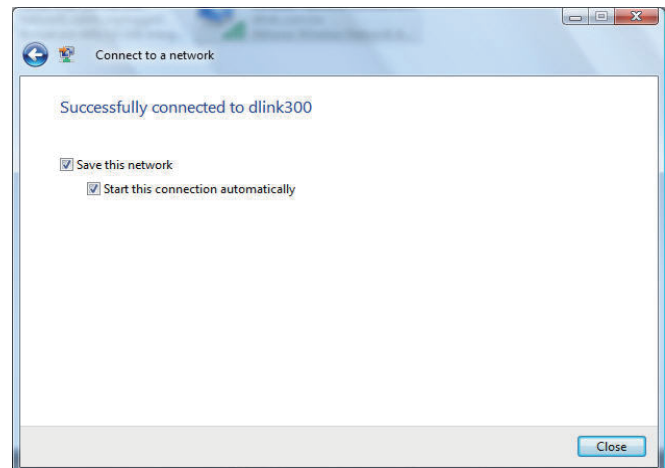 Connect to a network
Successfully connected to dlink300
Save this network
Start this connection automatically
Close